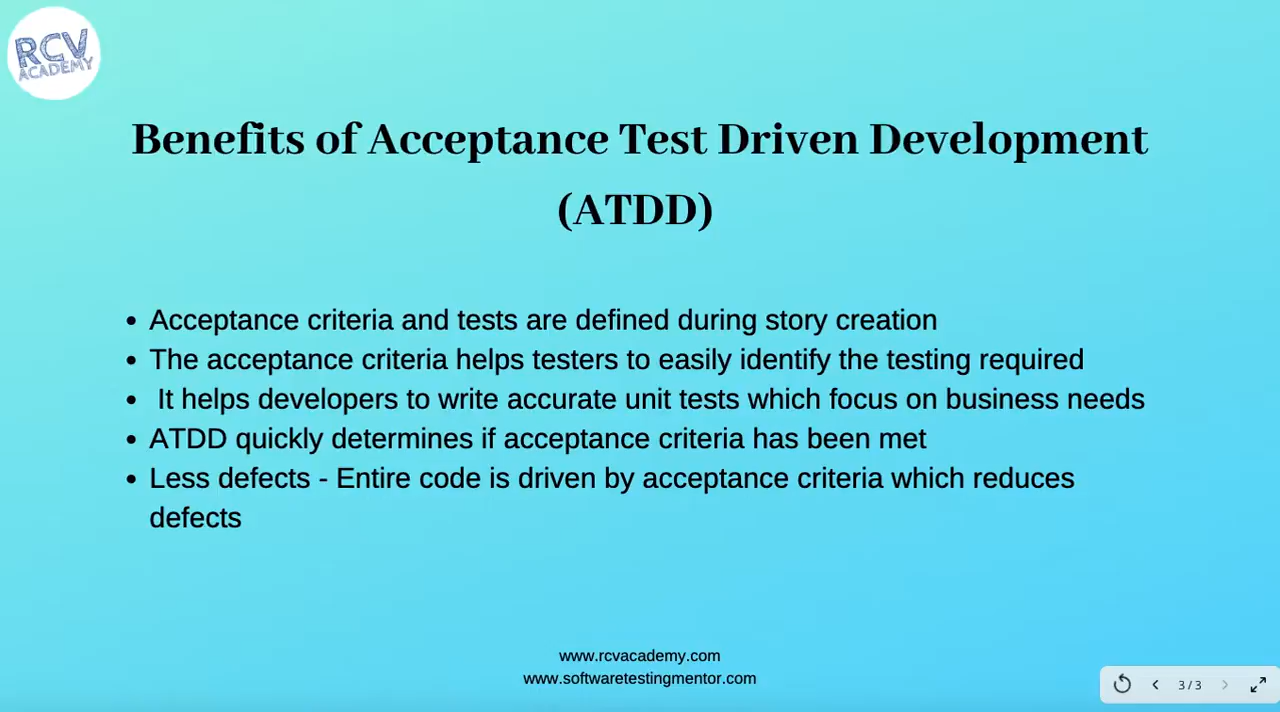 RCV
ACADEMY
Benefits of Acceptance Test Driven Development
(ATDD)
• Acceptance criteria and tests are defined during story creation
• The acceptance criteria helps testers to easily identify the testing required
• It helps developers to write accurate unit tests which focus on business needs
• ATDD quickly determines if acceptance criteria has been met
• Less defects - Entire code is driven by acceptance criteria which reduces
defects
www.rcvacademy.com
www.softwaretestingmentor.com
3/3